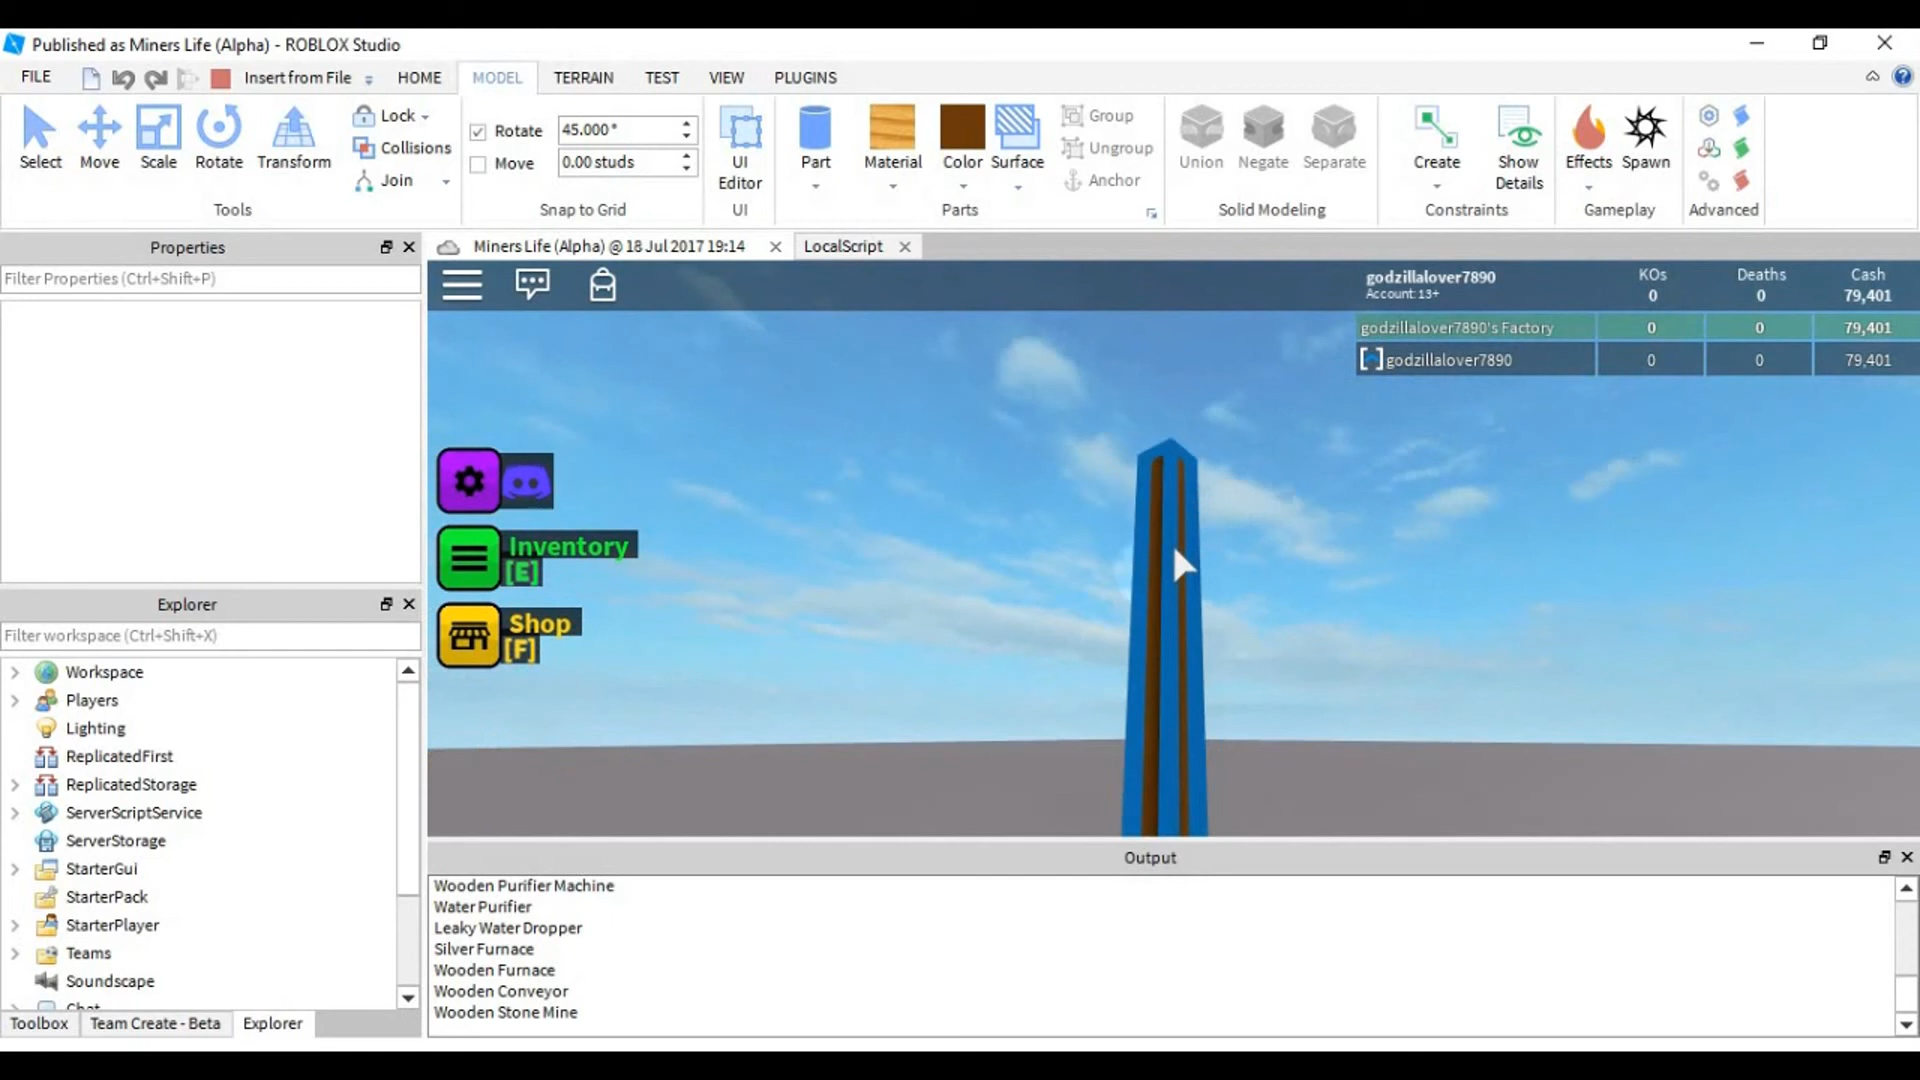 Published as Miners Life (Alpha) - ROBLOX Studio
FILE
Insert from File
HOME
MODEL
TERRAIN
TEST
VIEW
PLUGINS
Select
Move
Scale
Rotate
Transform
Lock
Collisions
Join
Tools
Rotate
45.000°
Move
0.00 studs
Snap to Grid
UI
Editor
UI
Part
Material
Color
Surface
Group
Ungroup
Anchor
Parts
Union
Negate
Separate
Solid Modeling
Create
Show
Details
Constraints
Effects
Spawn
Gameplay
Advanced
Properties
Filter Properties (Ctrl+Shift+P)
Miners Life (Alpha) @ 18 Jul 2017 19:14
LocalScript
godzillalover7890
Account: 13+
KOs
0
Deaths
0
Cash
79,401
godzillalover7890's Factory
0
0
79,401
godzillalover7890
0
0
79,401
Inventory
[E]
Shop
[F]
Explorer
Filter workspace (Ctrl+Shift+X)
Workspace
Players
Lighting
ReplicatedFirst
ReplicatedStorage
ServerScriptService
ServerStorage
StarterGui
StarterPack
StarterPlayer
Teams
Soundscape
Chat
Toolbox
Team Create - Beta
Explorer
Output
Wooden Purifier Machine
Water Purifier
Leaky Water Dropper
Silver Furnace
Wooden Furnace
Wooden Conveyor
Wooden Stone Mine